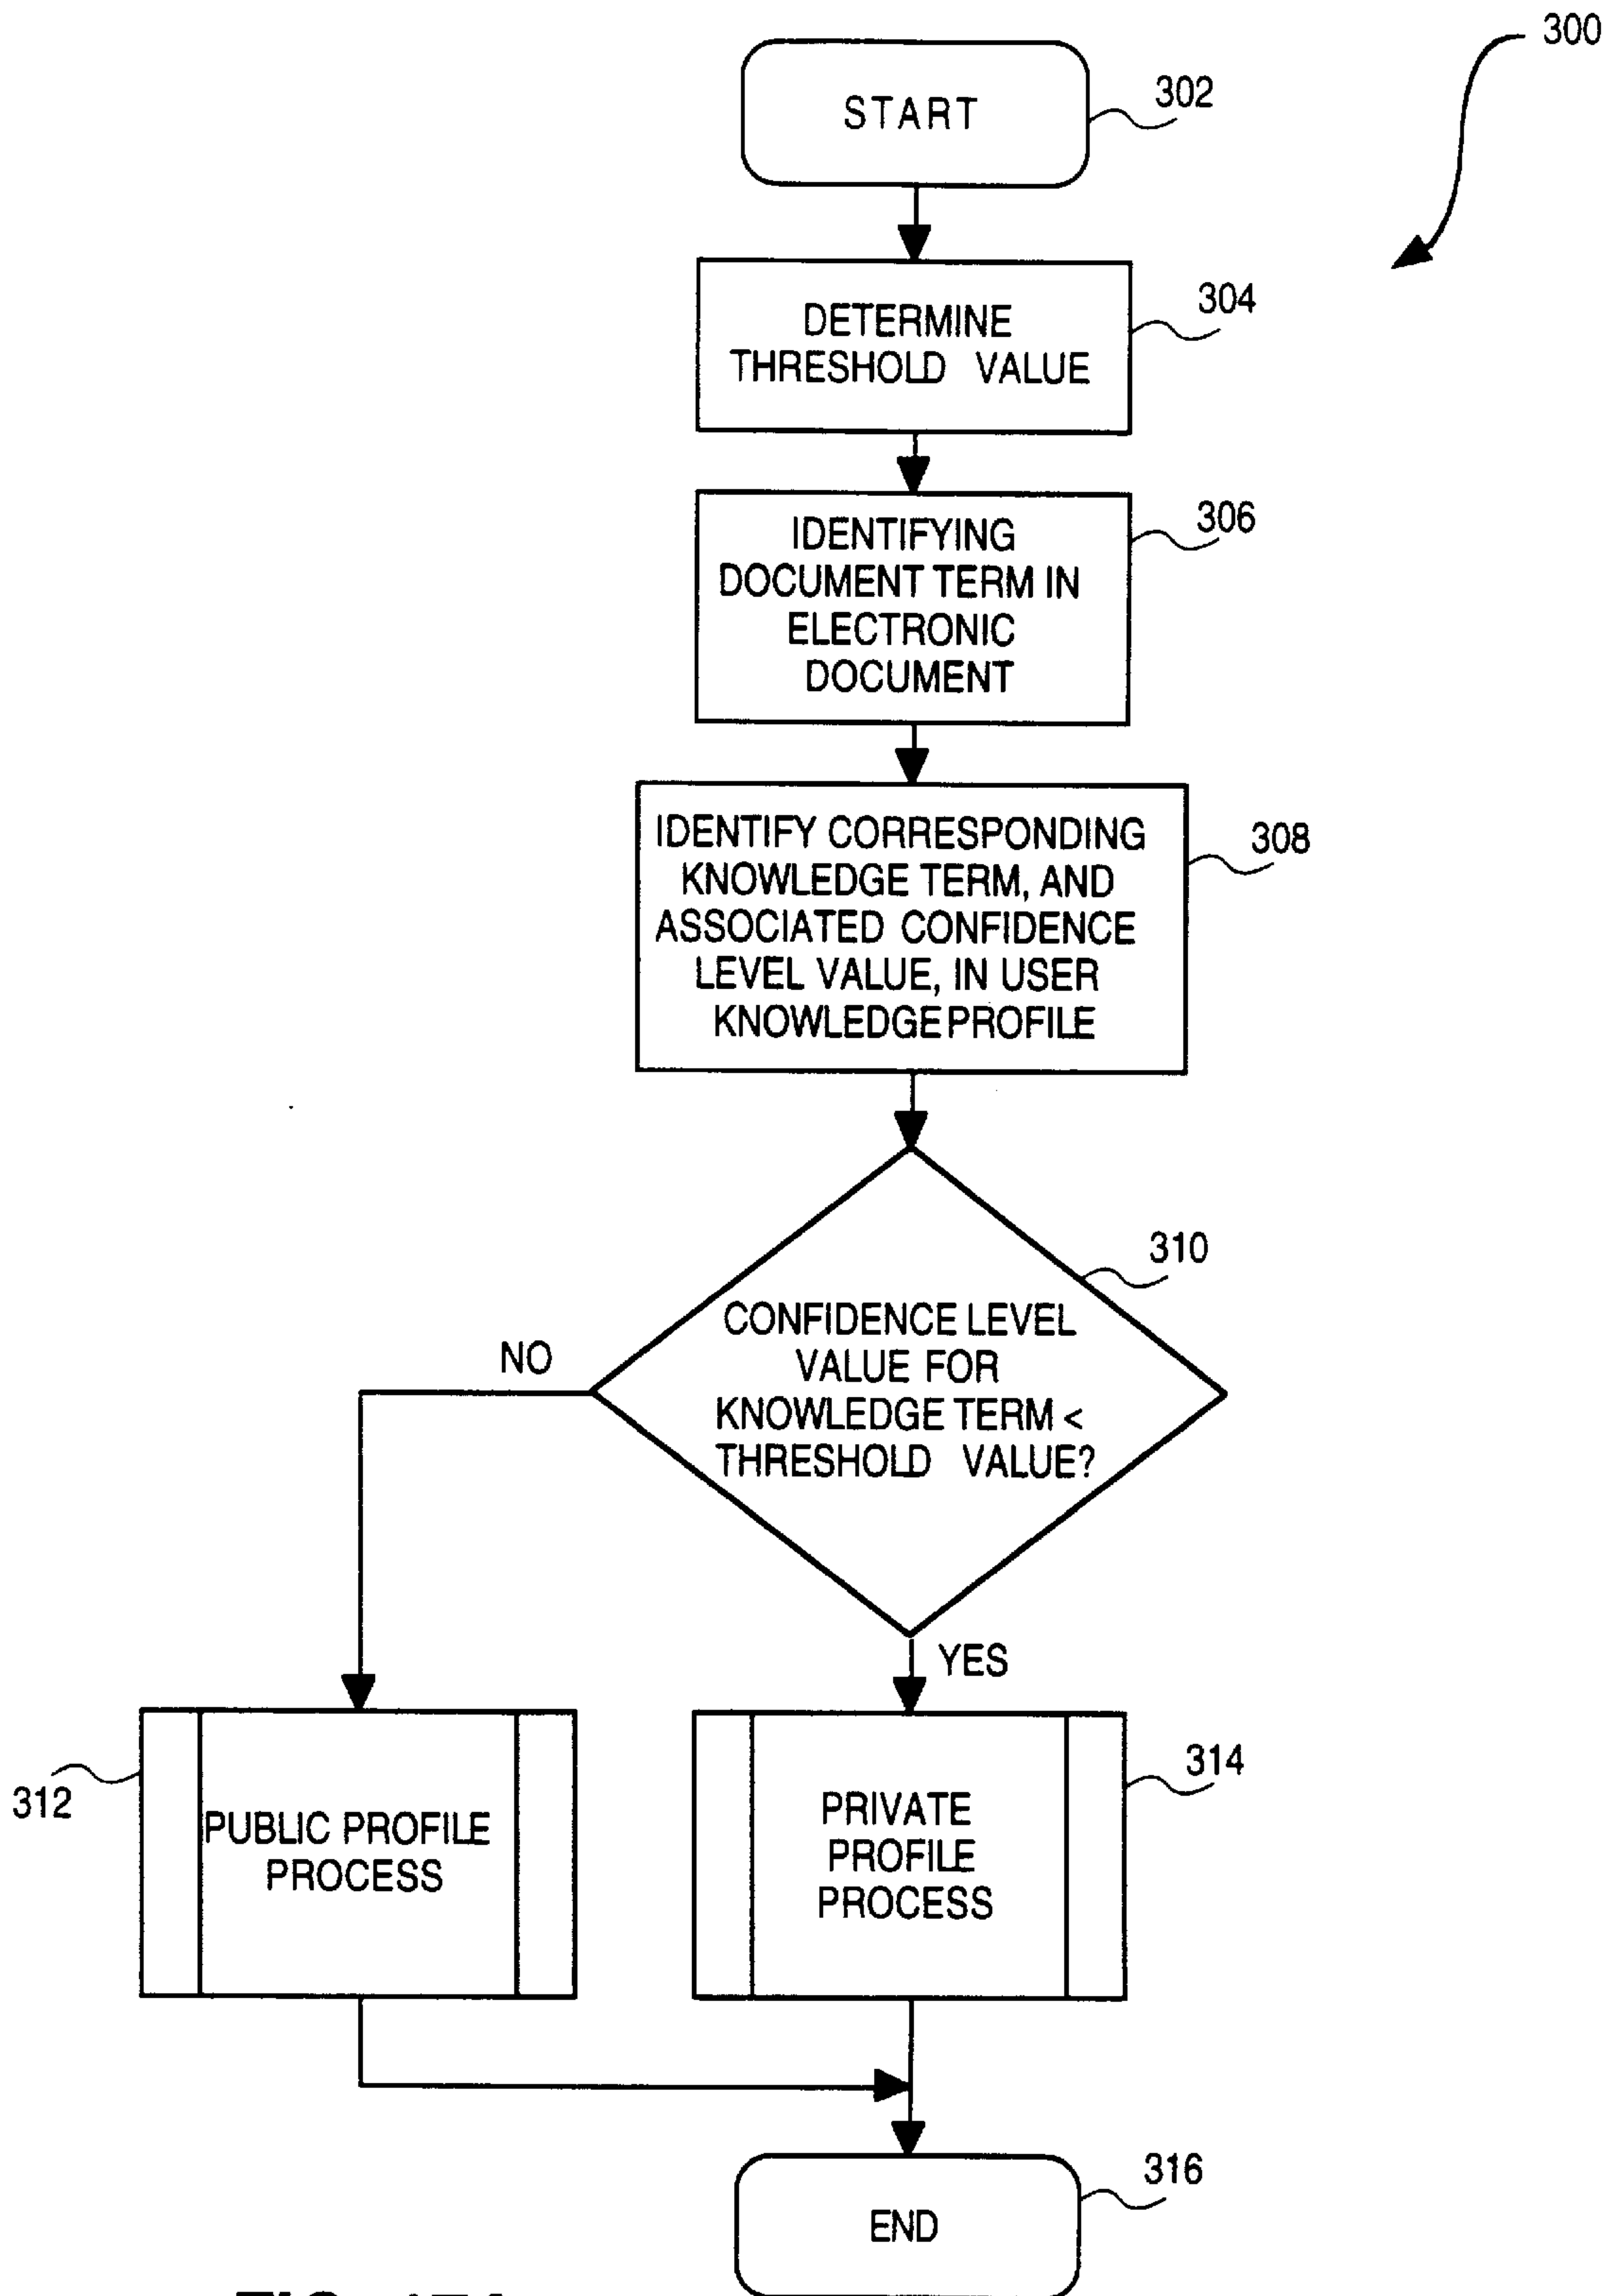 300
START
302
DETERMINE
THRESHOLD VALUE
304
IDENTIFYING
DOCUMENT TERM IN
ELECTRONIC
DOCUMENT
306
IDENTIFY CORRESPONDING
KNOWLEDGE TERM, AND
ASSOCIATED CONFIDENCE
LEVEL VALUE, IN USER
KNOWLEDGE PROFILE
308
310
CONFIDENCE LEVEL
VALUE FOR
KNOWLEDGE TERM <
THRESHOLD VALUE?
NO
YES
312
PUBLIC PROFILE
PROCESS
PRIVATE
PROFILE
PROCESS
314
END
316